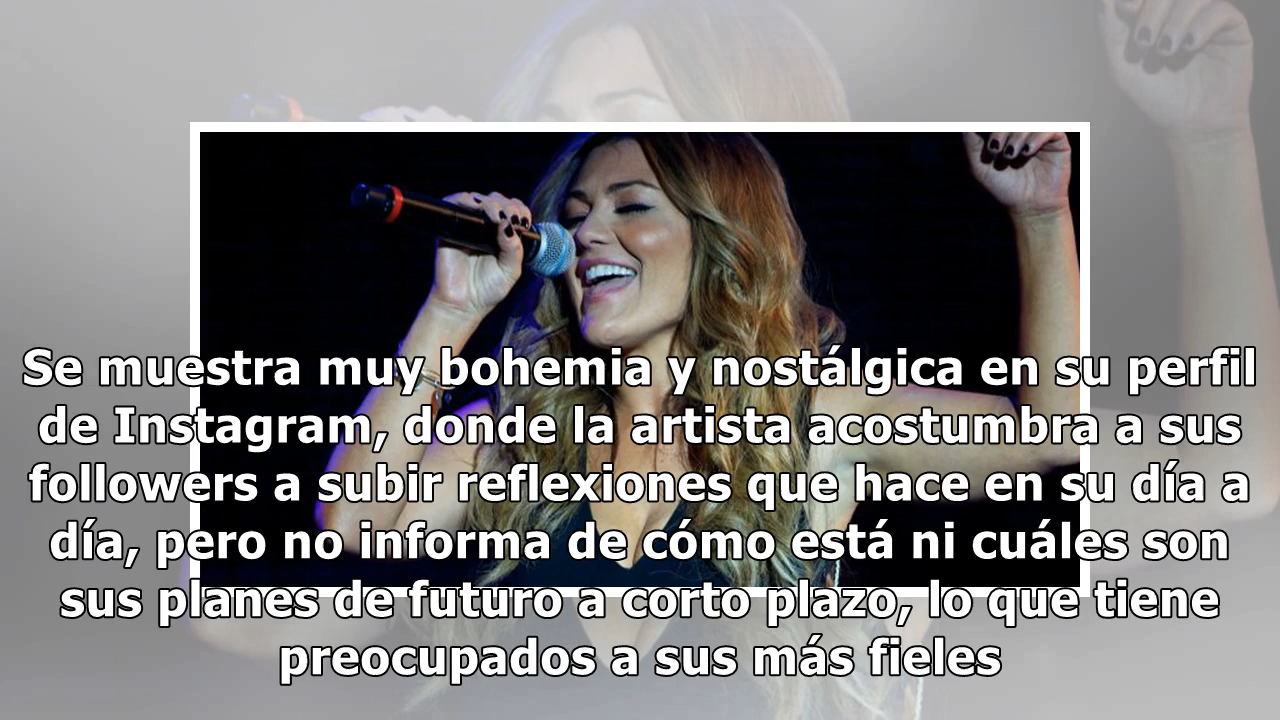 Se muestra muy bohemia y nostálgica en su perfil
de Instagram, donde la artista acostumbra a sus
followers a subir reflexiones que hace en su día a
día, pero no informa de cómo está ni cuáles son
sus planes de futuro a corto plazo, lo que tiene
preocupados a sus más fieles